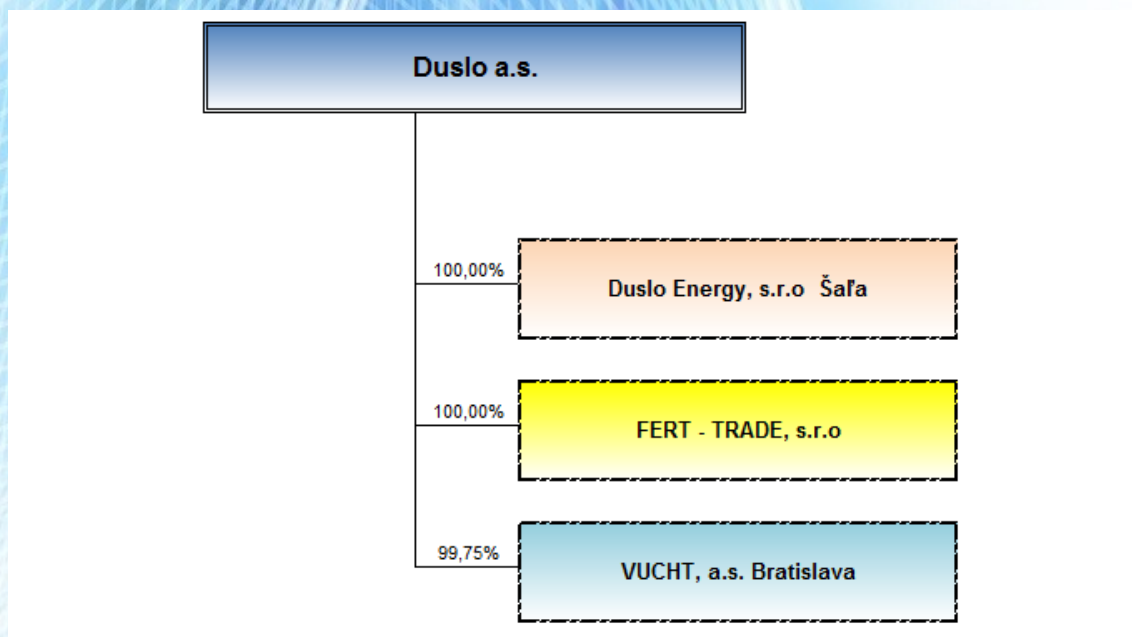 Duslo a.s.
100,00%
Duslo Energy, s.r.o Šaľa
100,00%
FERT - TRADE, s.r.o
99,75%
VUCHT, a.s. Bratislava